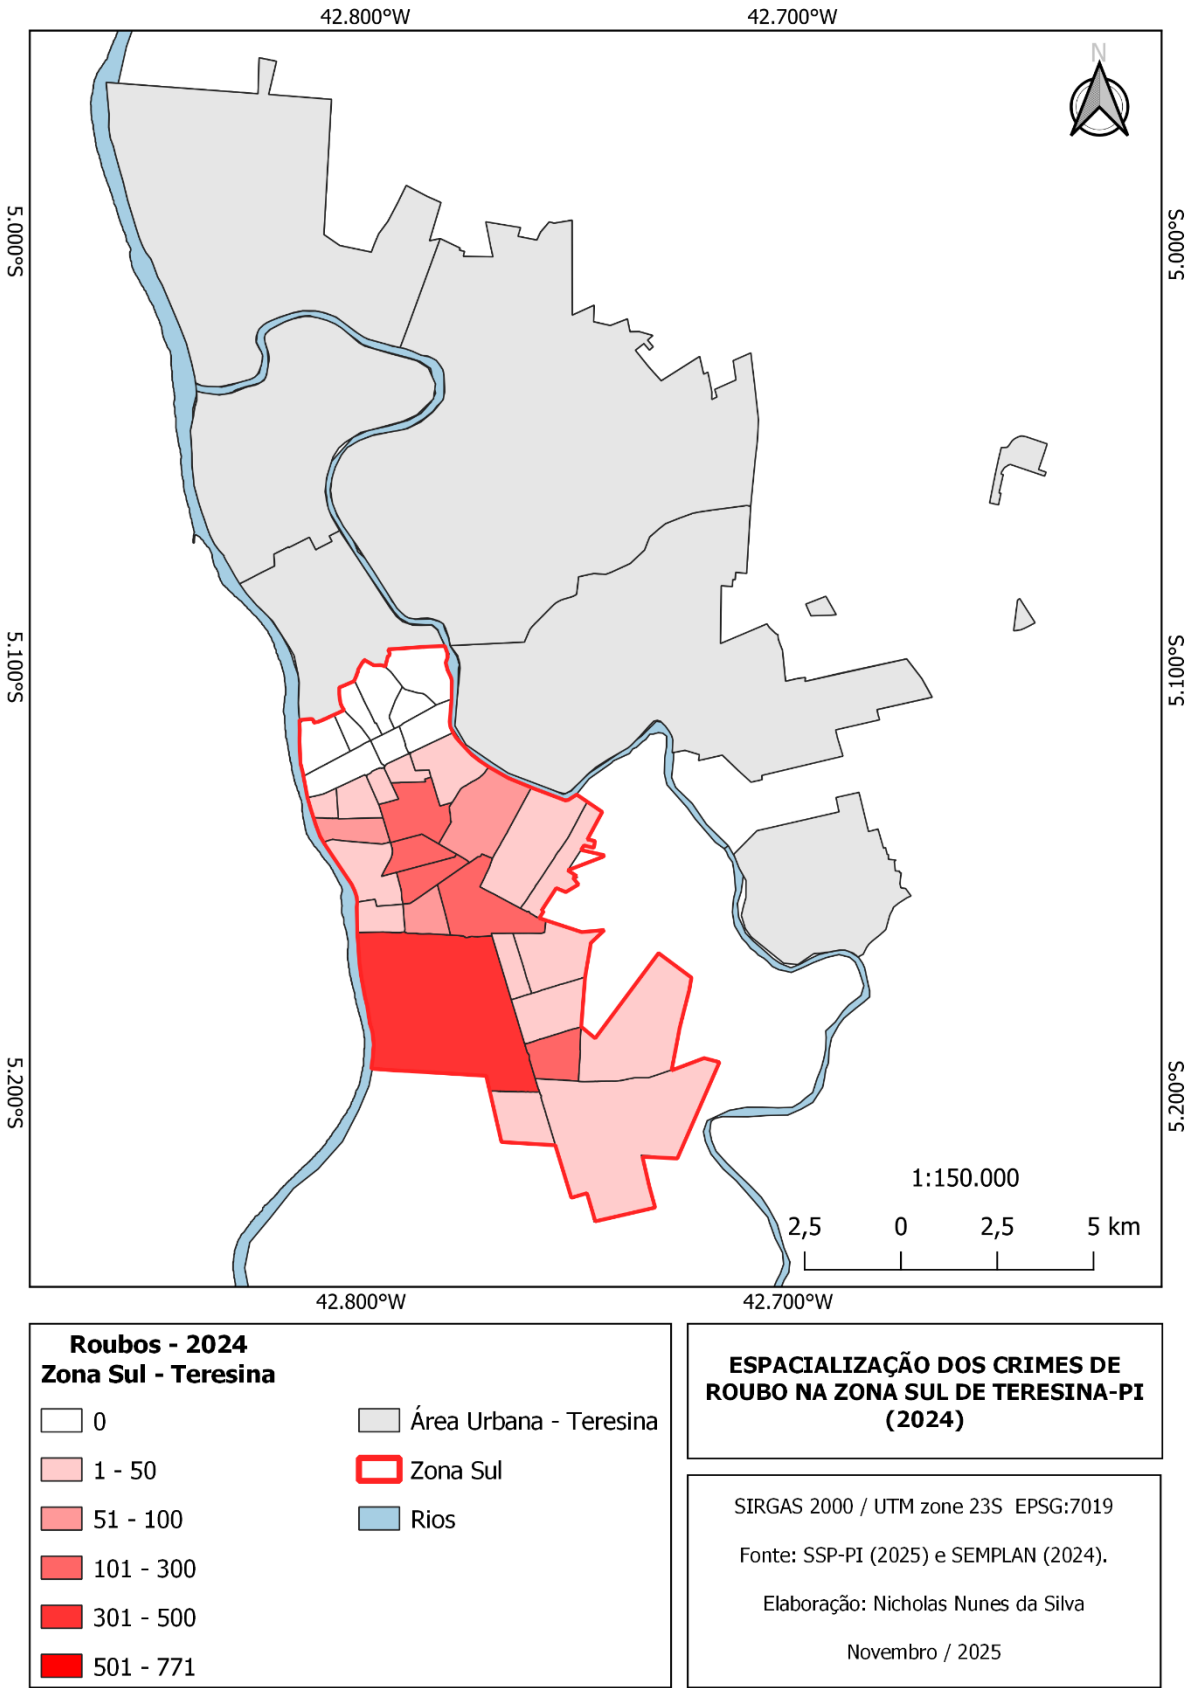 42.800°W
42.700°W
N
5.000°S
5.000°S
5.100°S
5.100°S
5.200°S
5.200°S
1:150.000
2,5 0 2,5 5 km
42.800°W
42.700°W
Roubos - 2024
Zona Sul - Teresina
0
1 - 50
51 - 100
101 - 300
301 - 500
501 - 771
Área Urbana - Teresina
Zona Sul
Rios
ESPACIALIZAÇÃO DOS CRIMES DE
ROUBO NA ZONA SUL DE TERESINA-PI
(2024)
SIRGAS 2000 / UTM zone 23S EPSG:7019
Fonte: SSP-PI (2025) e SEMPLAN (2024).
Elaboração: Nicholas Nunes da Silva
Novembro / 2025